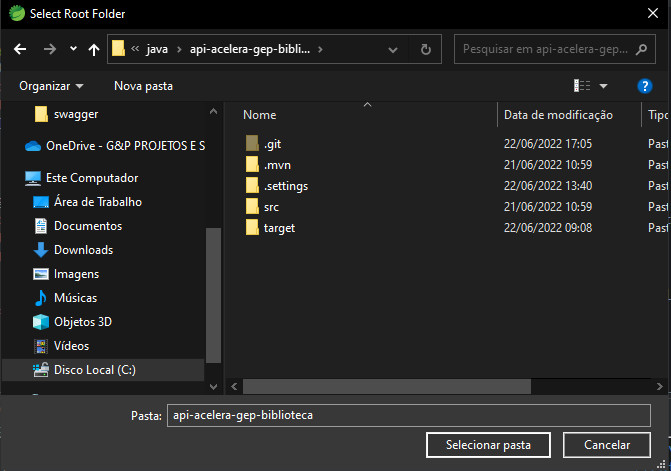 Select Root Folder
« java › api-acelera-gep-bibli... ›
Pesquisar em api-acelera-gep...
Organizar
Nova pasta
?
swagger
OneDrive - G&P PROJETOS E S
Este Computador
Área de Trabalho
Documentos
Downloads
Imagens
Músicas
Objetos 3D
Vídeos
Disco Local (C:)
Nome Data de modificação Tipo
.git 22/06/2022 17:05 Past
.mvn 21/06/2022 10:59 Past
.settings 22/06/2022 13:40 Past
src 21/06/2022 10:59 Past
target 22/06/2022 09:08 Past
Pasta: api-acelera-gep-biblioteca
Selecionar pasta
Cancelar